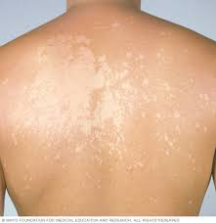 © MAYO FOUNDATION FOR MEDICAL EDUCATION AND RESEARCH. ALL RIGHTS RESERVED.